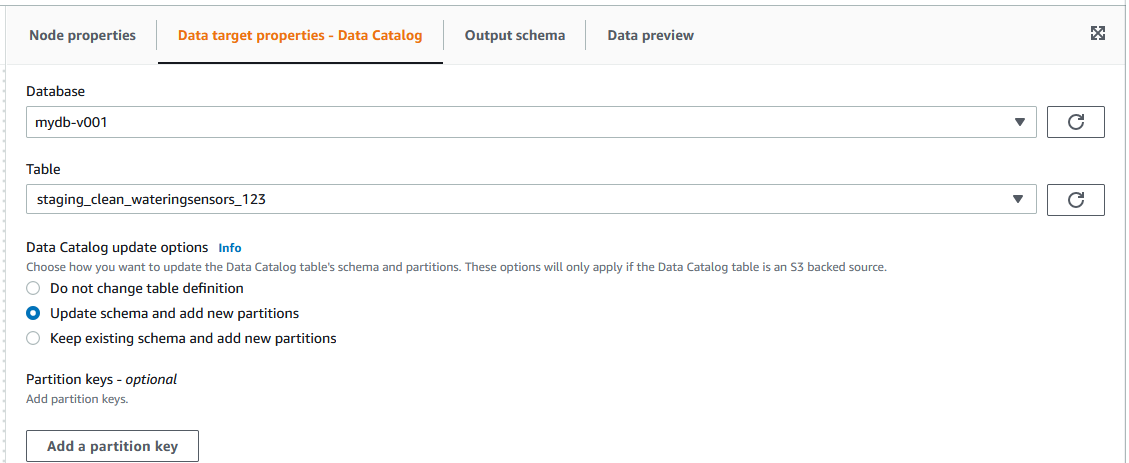 Node properties
Data target properties - Data Catalog
Output schema
Data preview
Database
mydb-v001
Table
staging_clean_wateringsensors_123
Data Catalog update options Info
Choose how you want to update the Data Catalog table's schema and partitions. These options will only apply if the Data Catalog table is an S3 backed source.
Do not change table definition
Update schema and add new partitions
Keep existing schema and add new partitions
Partition keys - optional
Add partition keys.
Add a partition key